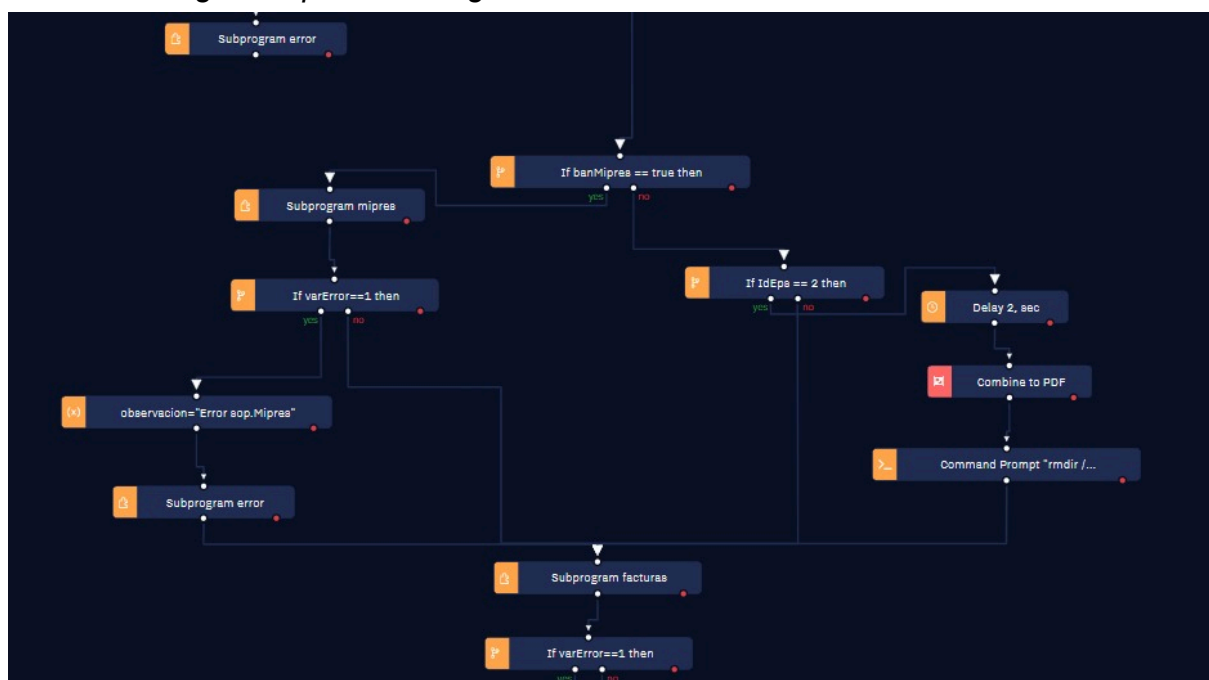 Subprogram error
If banMipres == true then
yes no
Subprogram mipres
If IdEps == 2 then
yes no
If varError==1 then
yes no
Delay 2, sec
Combine to PDF
(x) observacion="Error sop.Mipres"
Command Prompt "rmdir /...
Subprogram error
Subprogram facturas
If varError==1 then
yes no